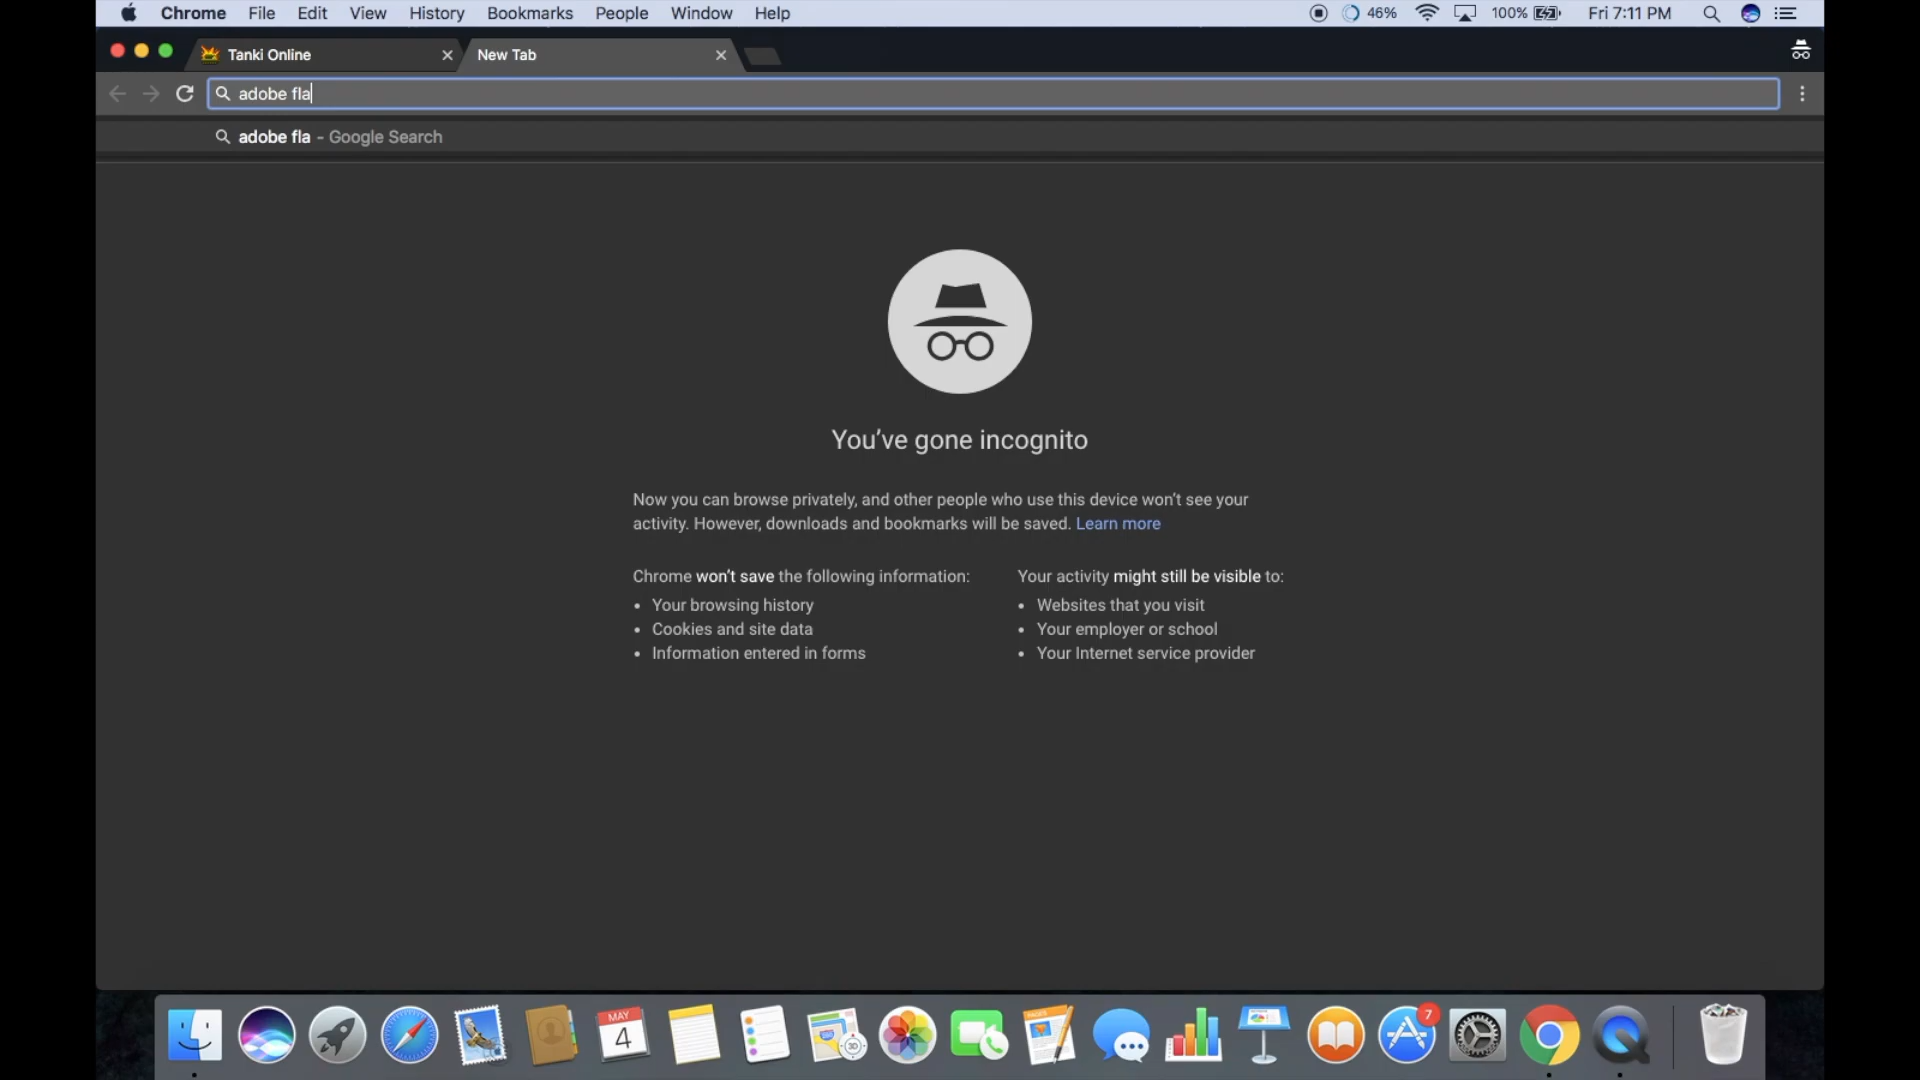 Chrome File Edit View History Bookmarks People Window Help 46% 100% Fri 7:11 PM
Tanki Online New Tab
adobe fla
adobe fla - Google Search
You've gone incognito
Now you can browse privately, and other people who use this device won't see your
activity. However, downloads and bookmarks will be saved. Learn more
Chrome won't save the following information:
• Your browsing history
• Cookies and site data
• Information entered in forms
Your activity might still be visible to:
• Websites that you visit
• Your employer or school
• Your Internet service provider
MAY
4
3D
PAGES
7